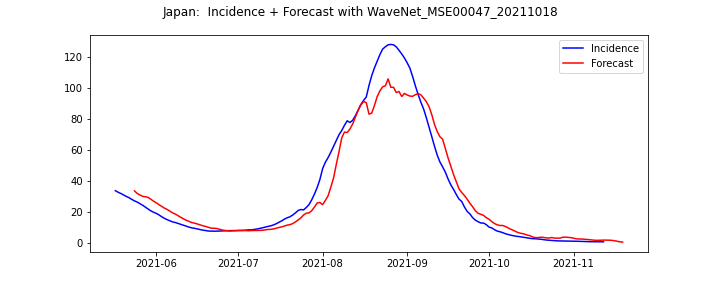 Japan:  Incidence + Forecast with WaveNet_MSE00047_20211018
Incidence
Forecast
120
100
80
60
40
20
0
2021-06 2021-07 2021-08 2021-09 2021-10 2021-11